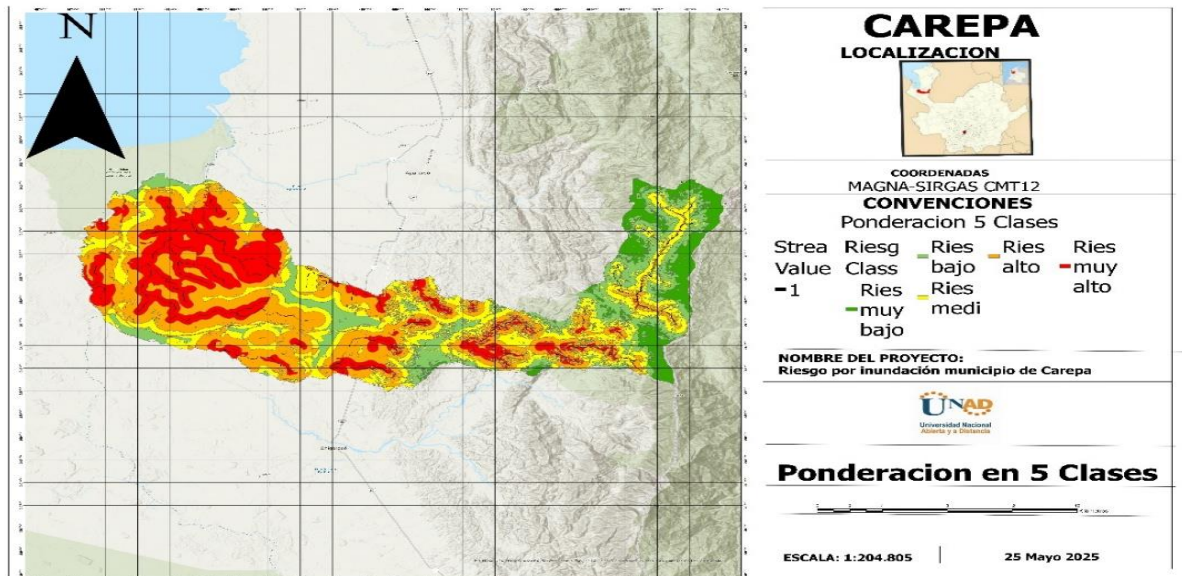 N
CAREPA
LOCALIZACION
COORDENADAS
MAGNA-SIRGAS CMT12
CONVENCIONES
Ponderacion 5 Clases
Strea
Value
1
Riesg
Class
Ries
muy
bajo
Ries
bajo
Ries
medi
Ries
alto
Ries
muy
alto
NOMBRE DEL PROYECTO:
Riesgo por inundación municipio de Carepa
UNAD
Universidad Nacional
Abierta y a Distancia
Ponderacion en 5 Clases
ESCALA: 1:204.805
25 Mayo 2025